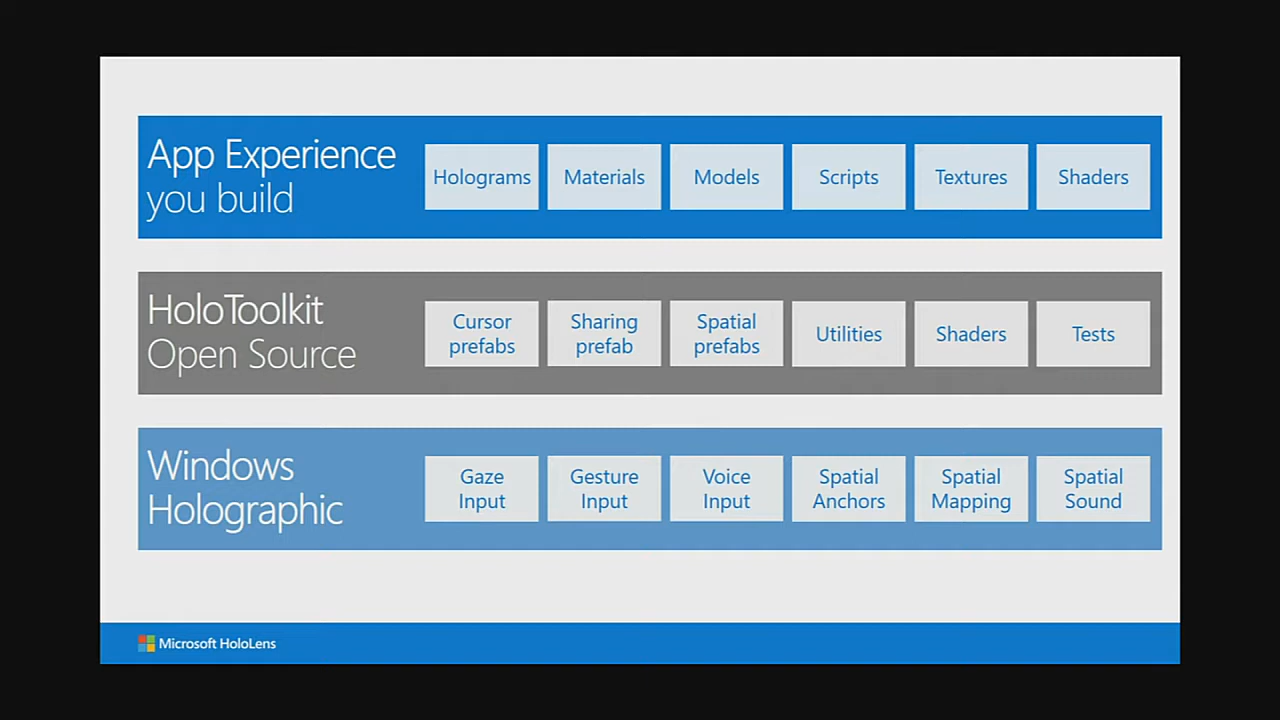 App Experience
you build
Holograms
Materials
Models
Scripts
Textures
Shaders
HoloToolkit
Open Source
Cursor
prefabs
Sharing
prefab
Spatial
prefabs
Utilities
Shaders
Tests
Windows
Holographic
Gaze
Input
Gesture
Input
Voice
Input
Spatial
Anchors
Spatial
Mapping
Spatial
Sound
Microsoft HoloLens